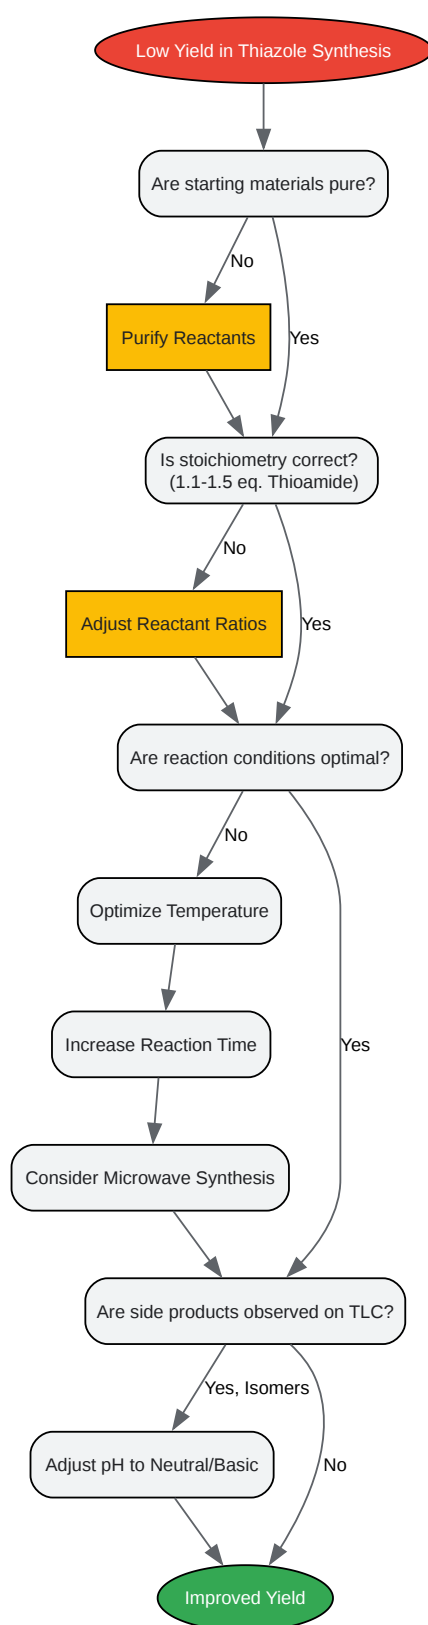 Low Yield in Thiazole Synthesis
Are starting materials pure?
No
Purify Reactants
Yes
Is stoichiometry correct?
(1.1-1.5 eq. Thioamide)
No
Adjust Reactant Ratios
Yes
Are reaction conditions optimal?
No
Optimize Temperature
Increase Reaction Time
Yes
Consider Microwave Synthesis
Are side products observed on TLC?
Yes, Isomers
Adjust pH to Neutral/Basic
No
Improved Yield